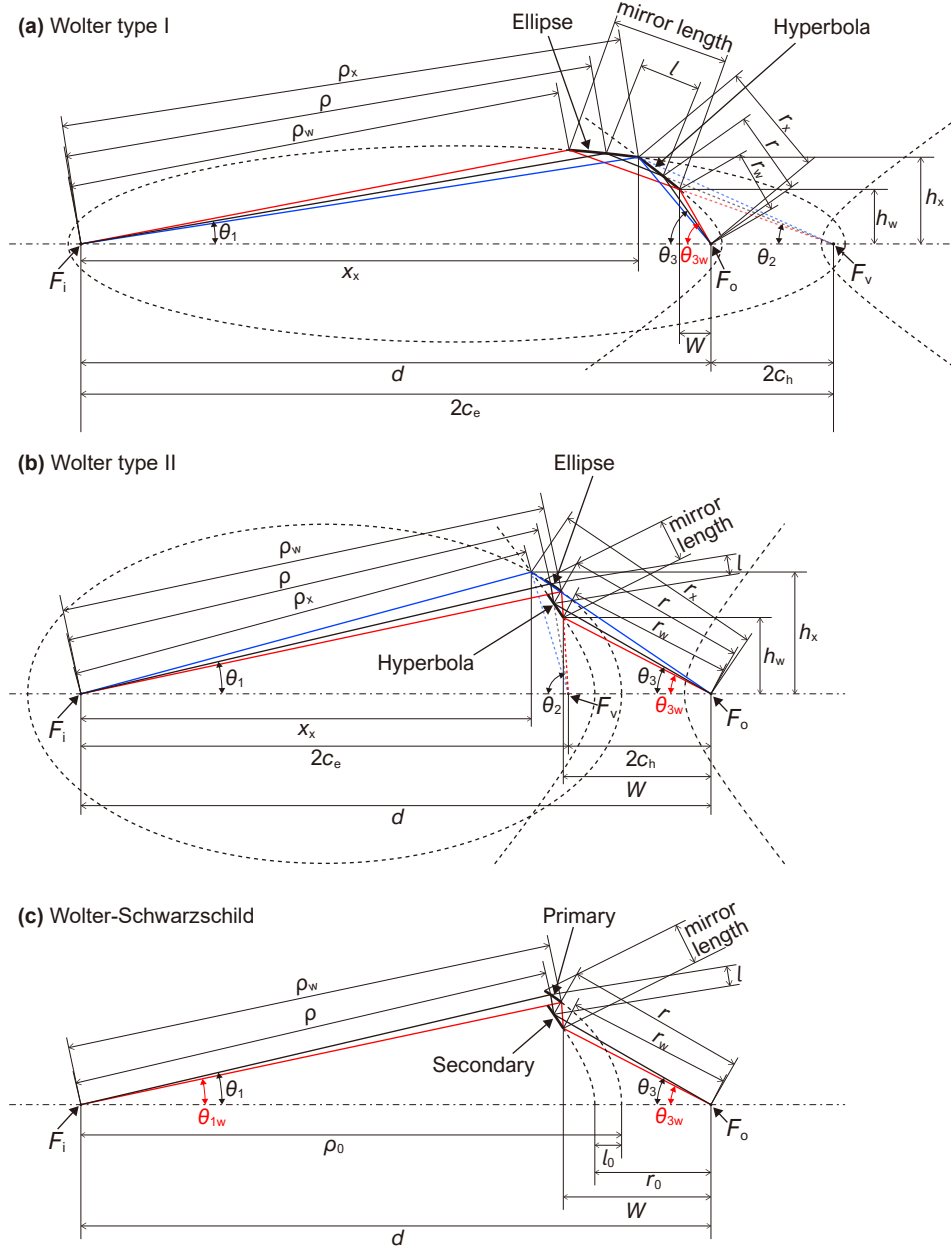 (a) Wolter type I
Ellipse
mirror length
Hyperbola
ρx
ρ
ρw
l
rx
r
rw
hx
hw
θ1
θ3
θ3w
θ2
Fi
Fo
Fv
xx
W
d
2ch
2ce
(b) Wolter type II
Ellipse
mirror
length
ρw
ρ
ρx
l
rx
r
rw
hx
hw
Hyperbola
θ1
θ2
θ3
θ3w
Fi
Fv
Fo
xx
2ce
2ch
W
d
(c) Wolter-Schwarzschild
Primary
mirror
length
ρw
ρ
l
r
rw
Secondary
θ1
θ1w
θ3
θ3w
Fi
Fo
ρ0
l0
r0
W
d